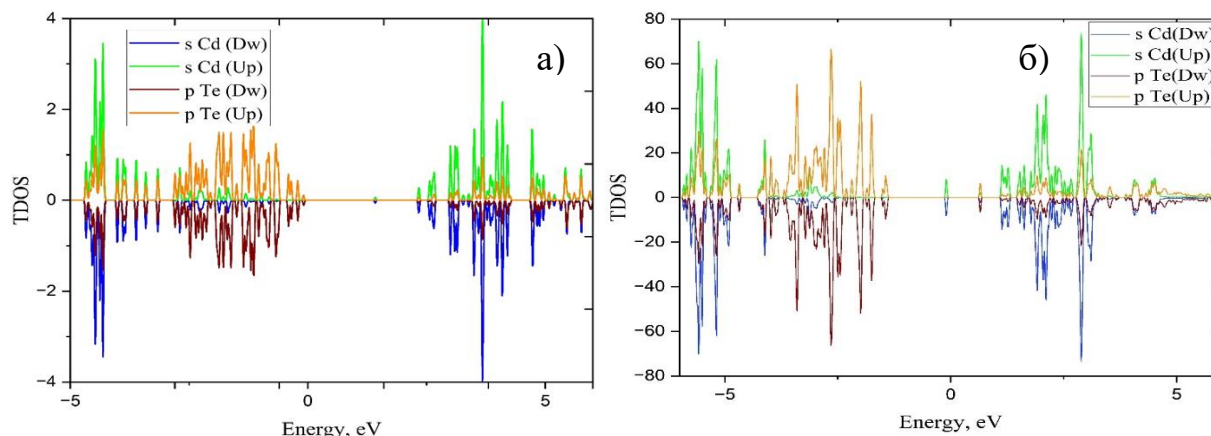 4
2
0
−2
−4
TDOS
−5
0
5
Energy, eV
s Cd (Dw)
s Cd (Up)
p Te (Dw)
p Te (Up)
а)
80
60
40
20
0
−20
−40
−60
−80
TDOS
−5
0
5
Energy, eV
s Cd(Dw)
s Cd(Up)
p Te(Dw)
p Te(Up)
б)